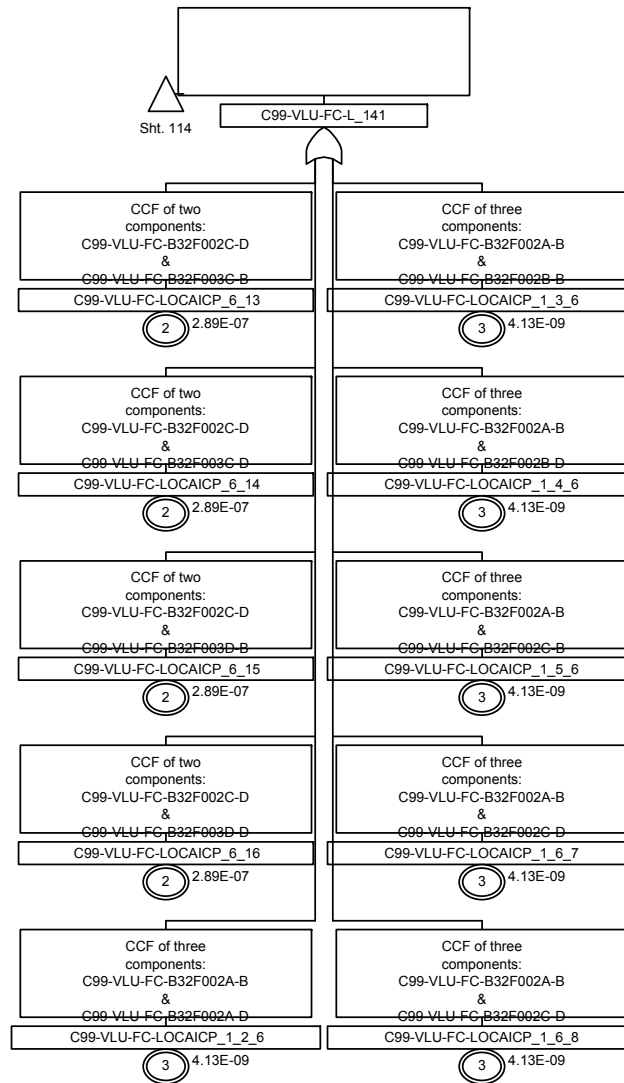 Sht. 114
C99-VLU-FC-L_141
CCF of two
components:
C99-VLU-FC-B32F002C-D
&
C99-VLU-FC-B32F003C-B
C99-VLU-FC-LOCAICP_6_13
2
2.89E-07
CCF of three
components:
C99-VLU-FC-B32F002A-B
&
C99-VLU-FC-B32F002B-B
C99-VLU-FC-LOCAICP_1_3_6
3
4.13E-09
CCF of two
components:
C99-VLU-FC-B32F002C-D
&
C99-VLU-FC-B32F003C-D
C99-VLU-FC-LOCAICP_6_14
2
2.89E-07
CCF of three
components:
C99-VLU-FC-B32F002A-B
&
C99-VLU-FC-B32F002B-D
C99-VLU-FC-LOCAICP_1_4_6
3
4.13E-09
CCF of two
components:
C99-VLU-FC-B32F002C-D
&
C99-VLU-FC-B32F003D-B
C99-VLU-FC-LOCAICP_6_15
2
2.89E-07
CCF of three
components:
C99-VLU-FC-B32F002A-B
&
C99-VLU-FC-B32F002C-B
C99-VLU-FC-LOCAICP_1_5_6
3
4.13E-09
CCF of two
components:
C99-VLU-FC-B32F002C-D
&
C99-VLU-FC-B32F003D-D
C99-VLU-FC-LOCAICP_6_16
2
2.89E-07
CCF of three
components:
C99-VLU-FC-B32F002A-B
&
C99-VLU-FC-B32F002C-D
C99-VLU-FC-LOCAICP_1_6_7
3
4.13E-09
CCF of three
components:
C99-VLU-FC-B32F002A-B
&
C99-VLU-FC-B32F002A-D
C99-VLU-FC-LOCAICP_1_2_6
3
4.13E-09
CCF of three
components:
C99-VLU-FC-B32F002A-B
&
C99-VLU-FC-B32F002C-D
C99-VLU-FC-LOCAICP_1_6_8
3
4.13E-09